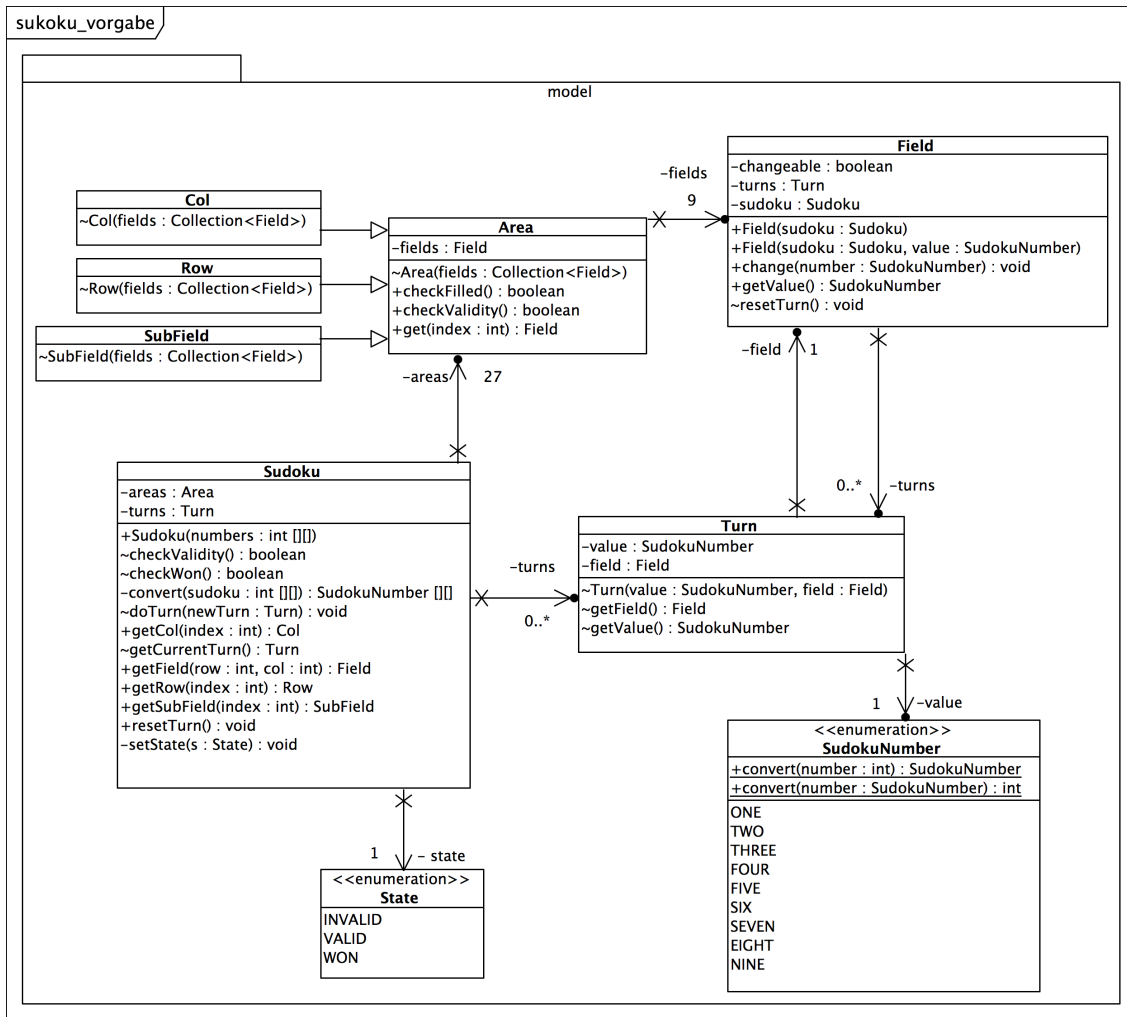 sukoku_vorgabe
model
Col
~Col(fields : Collection<Field>)
Row
~Row(fields : Collection<Field>)
SubField
~SubField(fields : Collection<Field>)
Area
-fields : Field
~Area(fields : Collection<Field>)
+checkFilled() : boolean
+checkValidity() : boolean
+get(index : int) : Field
-fields
9
Field
-changeable : boolean
-turns : Turn
-sudoku : Sudoku
+Field(sudoku : Sudoku)
+Field(sudoku : Sudoku, value : SudokuNumber)
+change(number : SudokuNumber) : void
+getValue() : SudokuNumber
~resetTurn() : void
-field
1
-areas
27
0..*
-turns
Sudoku
-areas : Area
-turns : Turn
+Sudoku(numbers : int [][])
~checkValidity() : boolean
~checkWon() : boolean
-convert(sudoku : int [][]) : SudokuNumber [][]
~doTurn(newTurn : Turn) : void
+getCol(index : int) : Col
~getCurrentTurn() : Turn
+getField(row : int, col : int) : Field
+getRow(index : int) : Row
+getSubField(index : int) : SubField
+resetTurn() : void
-setState(s : State) : void
-turns
0..*
Turn
-value : SudokuNumber
-field : Field
~Turn(value : SudokuNumber, field : Field)
~getField() : Field
~getValue() : SudokuNumber
1
-value
<<enumeration>>
SudokuNumber
+convert(number : int) : SudokuNumber
+convert(number : SudokuNumber) : int
ONE
TWO
THREE
FOUR
FIVE
SIX
SEVEN
EIGHT
NINE
1
- state
<<enumeration>>
State
INVALID
VALID
WON